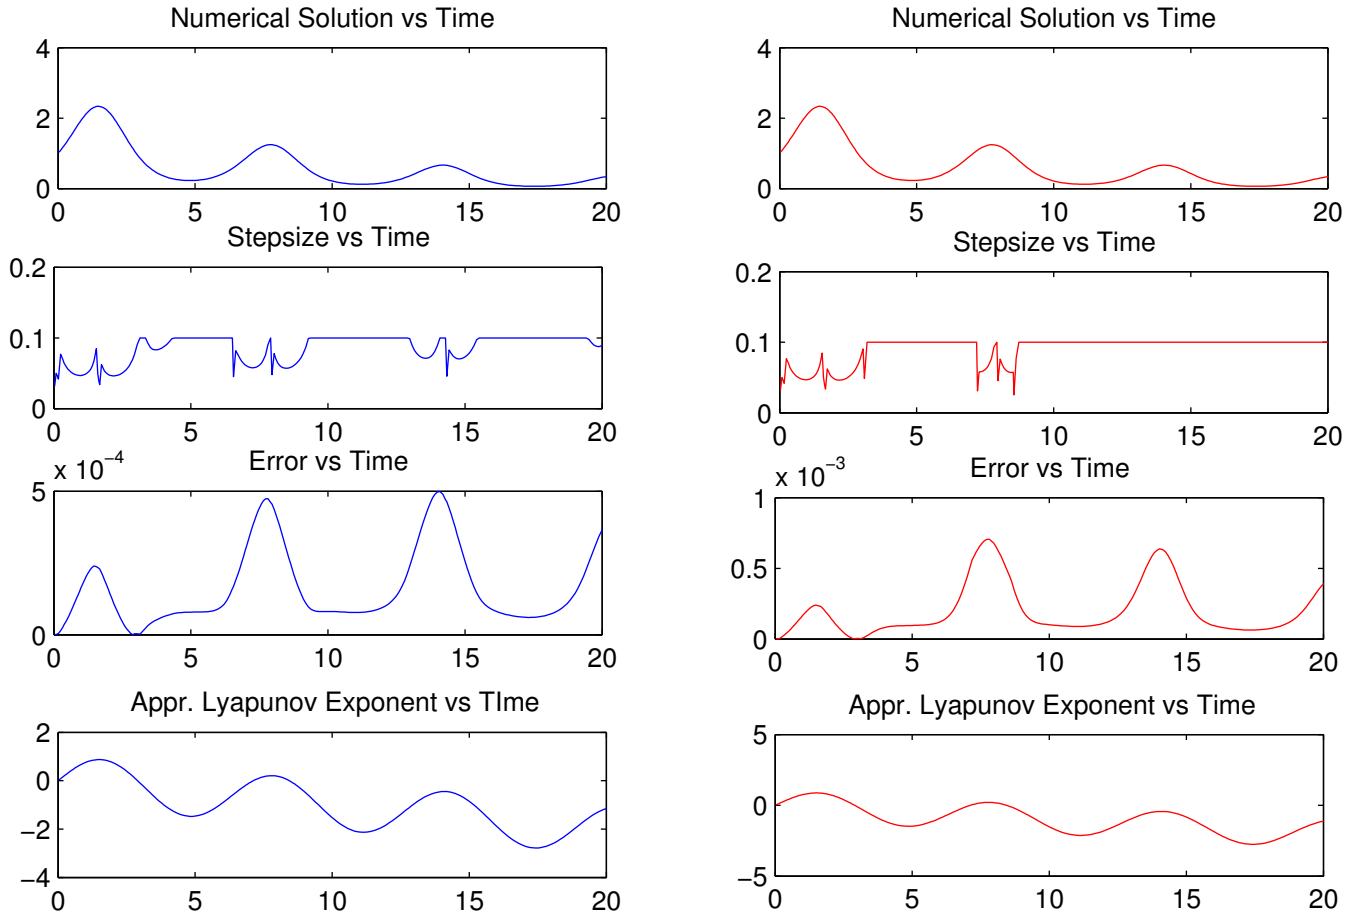 Numerical Solution vs Time
4
2
0
0 5 10 15 20
Stepsize vs Time
0.2
0.1
0
0 5 10 15 20
x 10−4
Error vs Time
5
0
0 5 10 15 20
Appr. Lyapunov Exponent vs TIme
2
0
−2
−4
0 5 10 15 20
Numerical Solution vs Time
4
2
0
0 5 10 15 20
Stepsize vs Time
0.2
0.1
0
0 5 10 15 20
x 10−3
Error vs Time
1
0.5
0
0 5 10 15 20
Appr. Lyapunov Exponent vs Time
5
0
−5
0 5 10 15 20